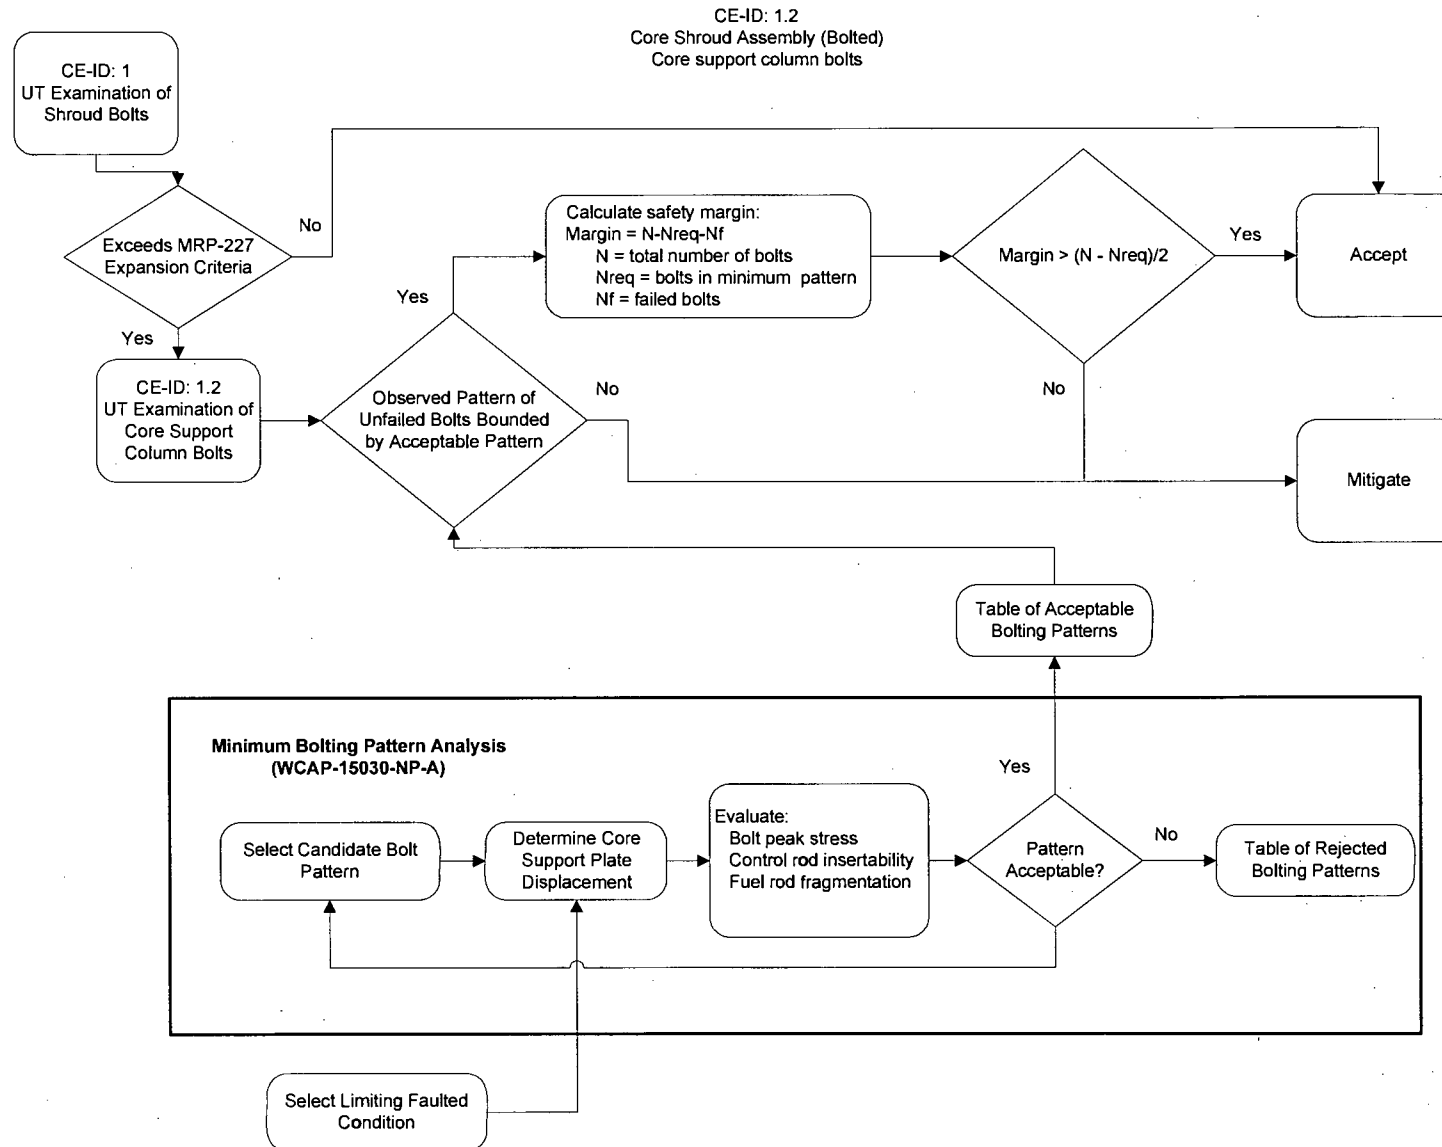 CE-ID: 1.2
Core Shroud Assembly (Bolted)
Core support column bolts
CE-ID: 1
UT Examination of
Shroud Bolts
Exceeds MRP-227
Expansion Criteria
No
Yes
CE-ID: 1.2
UT Examination of
Core Support
Column Bolts
Observed Pattern of
Unfailed Bolts Bounded
by Acceptable Pattern
Yes
No
Calculate safety margin:
Margin = N-Nreq-Nf
N = total number of bolts
Nreq = bolts in minimum pattern
Nf = failed bolts
Margin > (N - Nreq)/2
Yes
No
Accept
Mitigate
Table of Acceptable
Bolting Patterns
Minimum Bolting Pattern Analysis
(WCAP-15030-NP-A)
Select Candidate Bolt
Pattern
Determine Core
Support Plate
Displacement
Evaluate:
Bolt peak stress
Control rod insertability
Fuel rod fragmentation
Pattern
Acceptable?
Yes
No
Table of Rejected
Bolting Patterns
Select Limiting Faulted
Condition